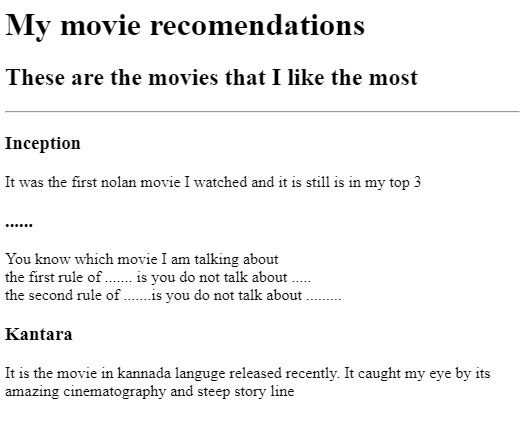 My movie recomendations
These are the movies that I like the most
Inception
It was the first nolan movie I watched and it is still is in my top 3
......
You know which movie I am talking about
the first rule of ....... is you do not talk about .....
the second rule of .......is you do not talk about .........
Kantara
It is the movie in kannada languge released recently. It caught my eye by its
amazing cinematography and steep story line